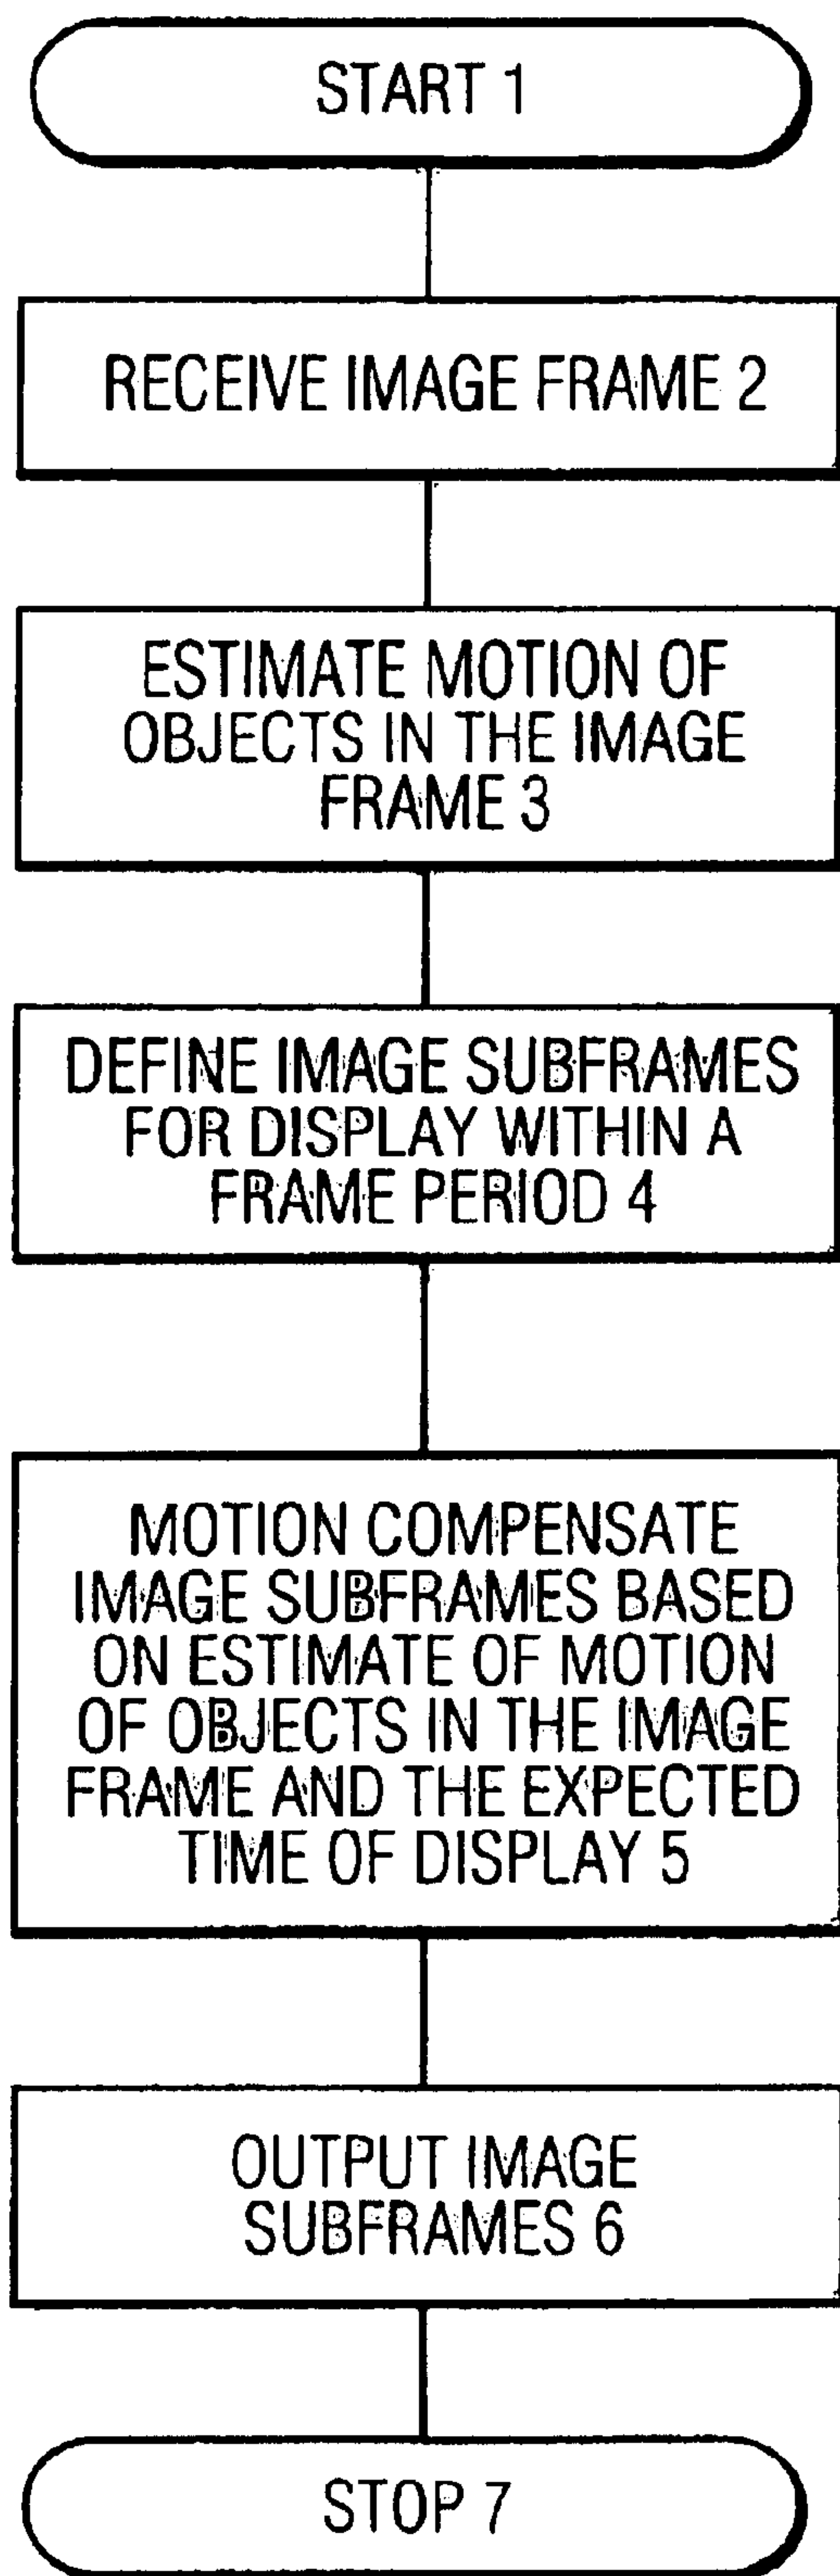 START 1
RECEIVE IMAGE FRAME 2
ESTIMATE MOTION OF
OBJECTS IN THE IMAGE
FRAME 3
DEFINE IMAGE SUBFRAMES
FOR DISPLAY WITHIN A
FRAME PERIOD 4
MOTION COMPENSATE
IMAGE SUBFRAMES BASED
ON ESTIMATE OF MOTION
OF OBJECTS IN THE IMAGE
FRAME AND THE EXPECTED
TIME OF DISPLAY 5
OUTPUT IMAGE
SUBFRAMES 6
STOP 7